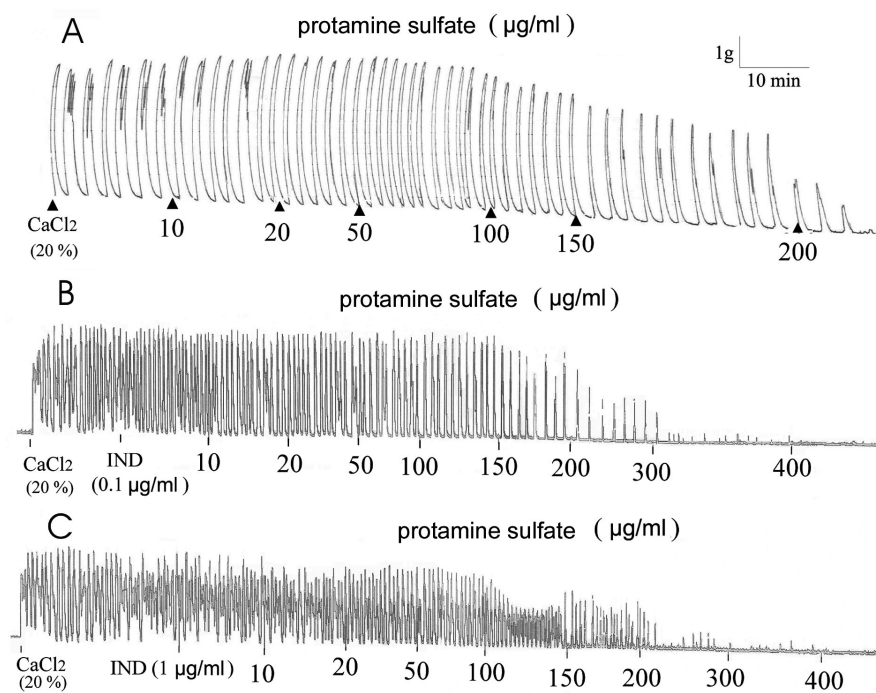 A
protamine sulfate ( µg/ml )
1g
10 min
CaCl2
(20 %)
10
20
50
100
150
200
B
protamine sulfate ( µg/ml )
CaCl2
(20 %)
IND
(0.1 µg/ml )
10
20
50
100
150
200
300
400
C
protamine sulfate ( µg/ml )
CaCl2
(20 %)
IND (1 µg/ml )
10
20
50
100
150
200
300
400